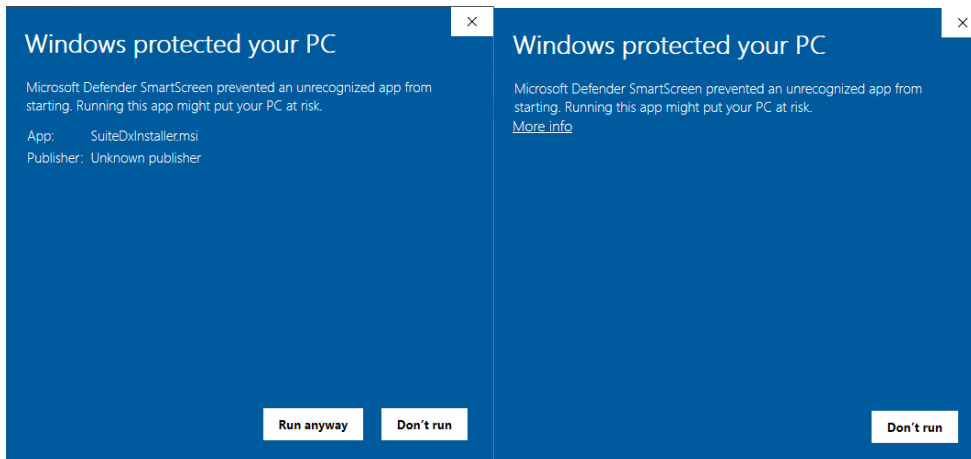 Windows protected your PC
Microsoft Defender SmartScreen prevented an unrecognized app from
starting. Running this app might put your PC at risk.
App: SuiteDxInstaller.msi
Publisher: Unknown publisher
Run anyway Don't run
Windows protected your PC
Microsoft Defender SmartScreen prevented an unrecognized app from
starting. Running this app might put your PC at risk.
More info
Don't run